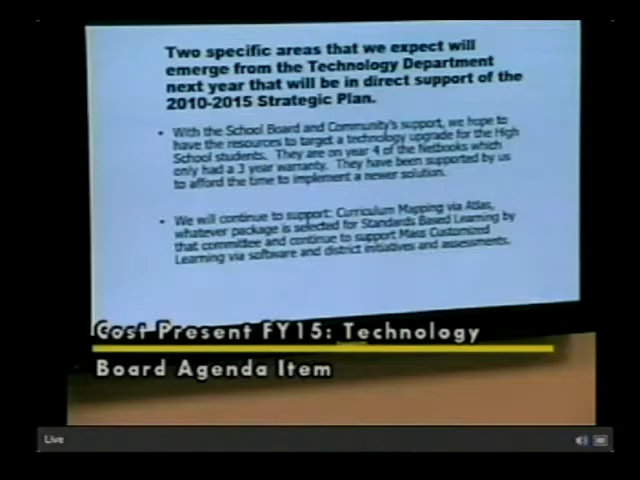 Two specific areas that we expect will
emerge from the Technology Department
next year that will be in direct support of the
2010-2015 Strategic Plan.
• With the School Board and Community's support, we hope to
have the resources to target a technology upgrade for the High
School students. They are on year 4 of the Netbooks which
only had a 3 year warranty. They have been supported by us
to afford the time to implement a newer solution.
• We will continue to support: Curriculum Mapping via Atlas,
whatever package is selected for Standards Based Learning by
that committee and continue to support Mass Customized
Learning via software and district initiatives and assessments.
Cost Present FY15: Technology
Board Agenda Item
Live